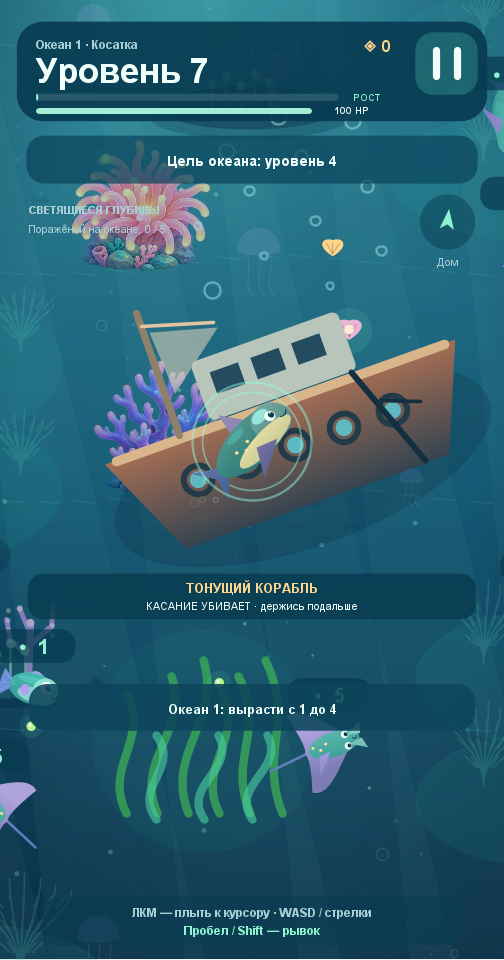 Океан 1 · Косатка
0
Уровень 7
РОСТ
100 HP
Цель океана: уровень 4
СВЕТЯЩИЕСЯ ГЛУБИНЫ
Поражений на океане: 0 / 5
Дом
ТОНУЩИЙ КОРАБЛЬ
КАСАНИЕ УБИВАЕТ · держись подальше
1
5
Океан 1: вырасти с 1 до 4
ЛКМ — плыть к курсору · WASD / стрелки
Пробел / Shift — рывок